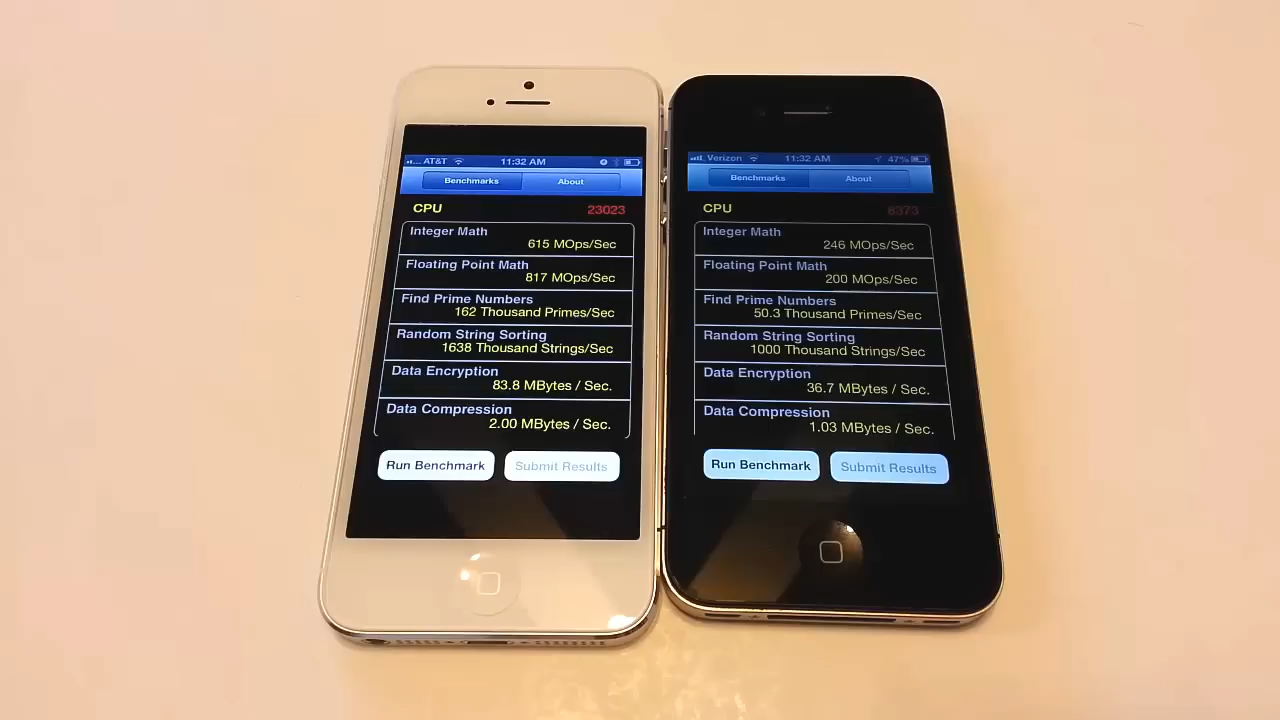 AT&T 11:32 AM
Benchmarks About
CPU 23023
Integer Math
615 MOps/Sec
Floating Point Math
817 MOps/Sec
Find Prime Numbers
162 Thousand Primes/Sec
Random String Sorting
1638 Thousand Strings/Sec
Data Encryption
83.8 MBytes / Sec.
Data Compression
2.00 MBytes / Sec.
Run Benchmark Submit Results
Verizon 11:32 AM 47%
Benchmarks About
CPU 8373
Integer Math
246 MOps/Sec
Floating Point Math
200 MOps/Sec
Find Prime Numbers
50.3 Thousand Primes/Sec
Random String Sorting
1000 Thousand Strings/Sec
Data Encryption
36.7 MBytes / Sec.
Data Compression
1.03 MBytes / Sec.
Run Benchmark Submit Results